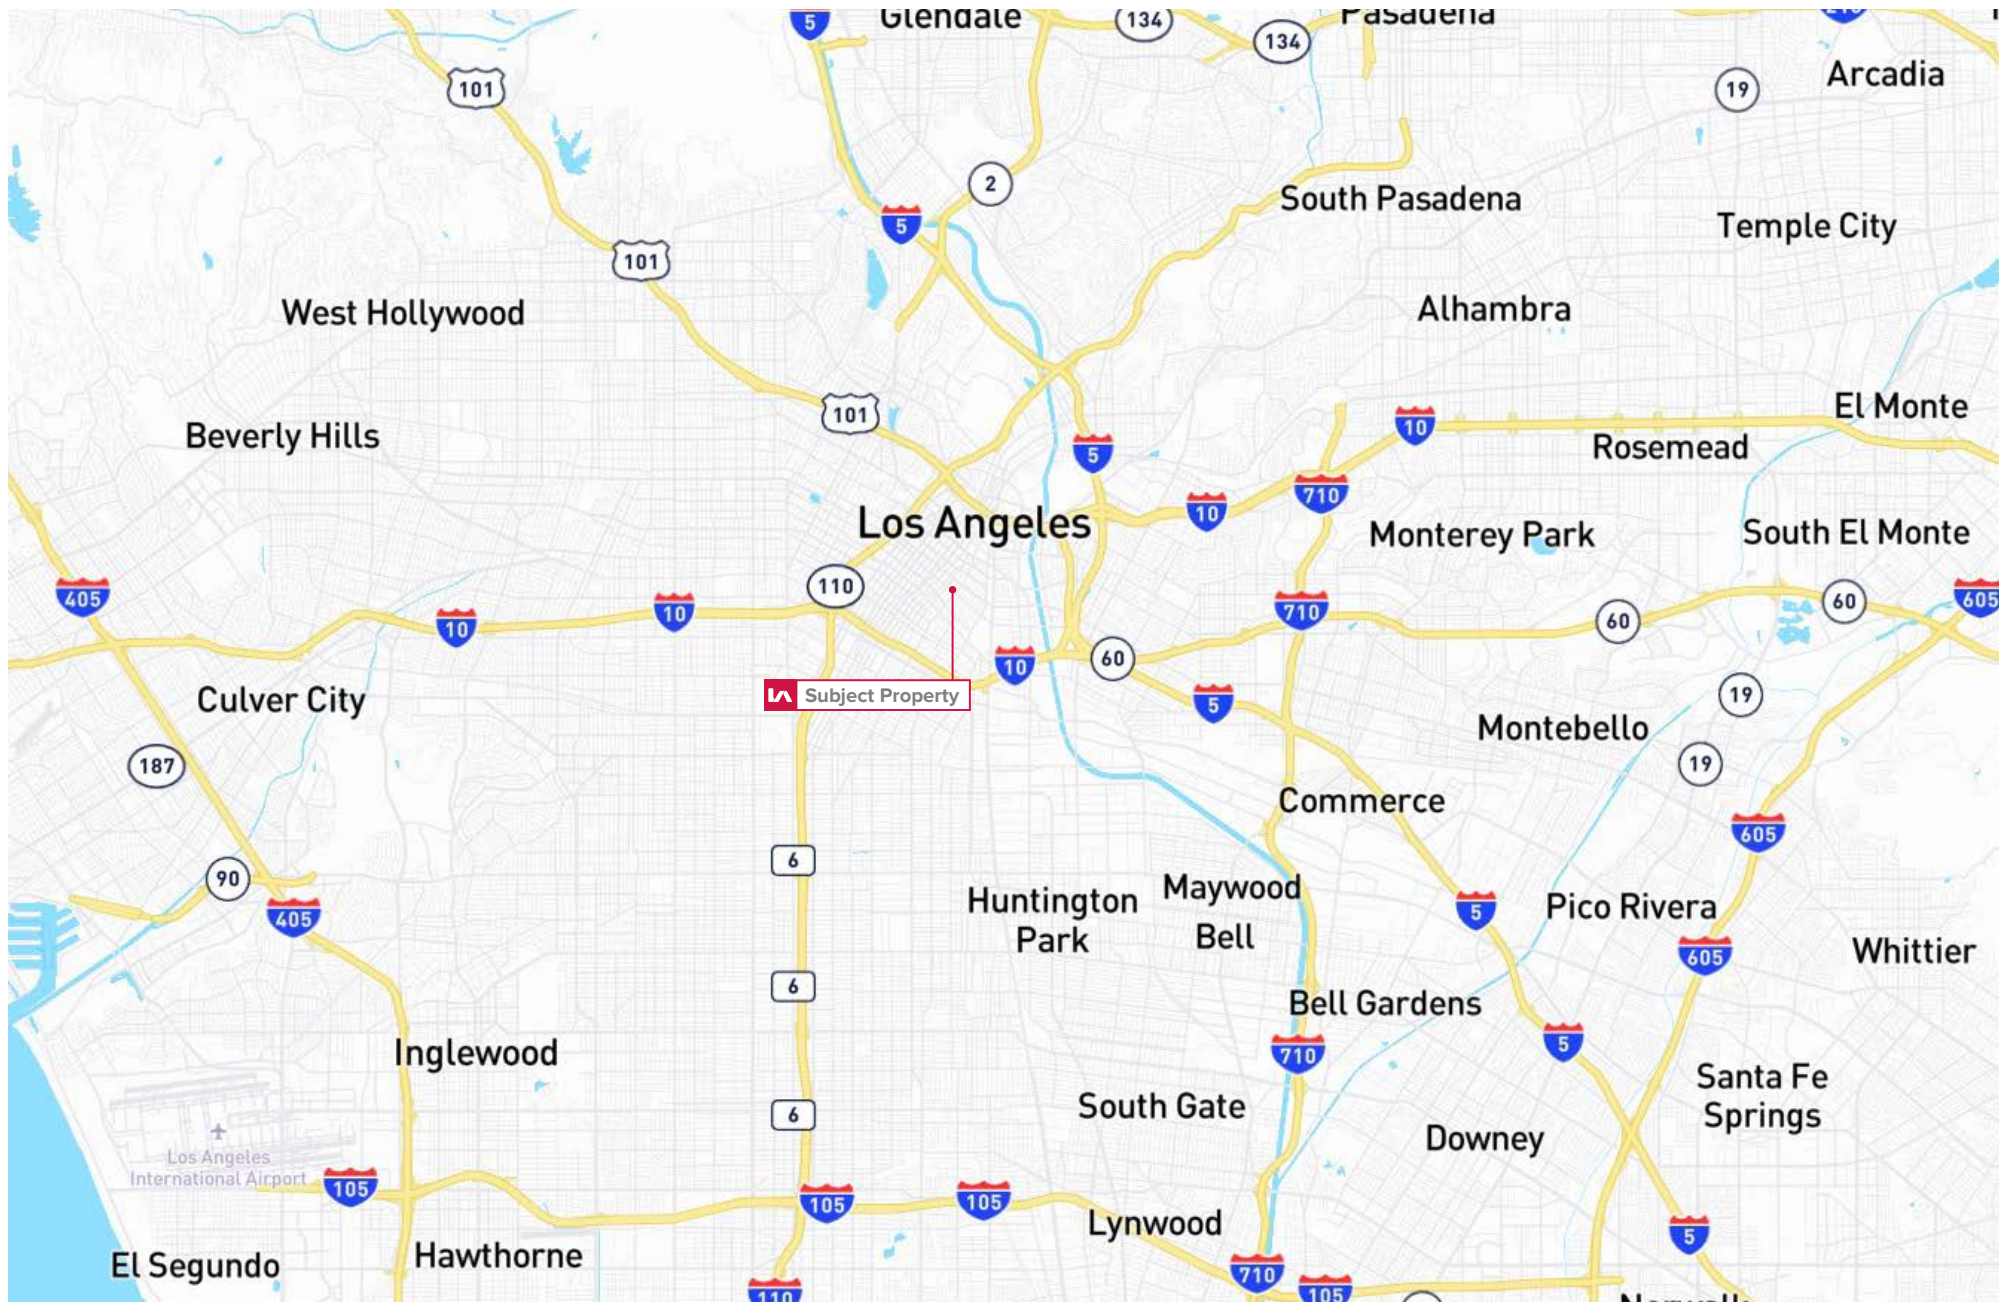 5
Glendale
134
Pasadena
134
210
101
19
Arcadia
2
South Pasadena
5
Temple City
101
West Hollywood
Alhambra
101
El Monte
Beverly Hills
10
Rosemead
5
710
10
Los Angeles
Monterey Park
South El Monte
110
405
10
10
710
60
60
605
10
60
LA Subject Property
Culver City
5
19
Montebello
187
19
Commerce
605
6
90
405
Huntington
Park
Maywood
Bell
5
Pico Rivera
605
Whittier
6
Bell Gardens
Inglewood
710
5
6
South Gate
Santa Fe
Springs
Downey
Los Angeles
International Airport
105
105
105
Lynwood
5
El Segundo
Hawthorne
710
110
105
Norwalk